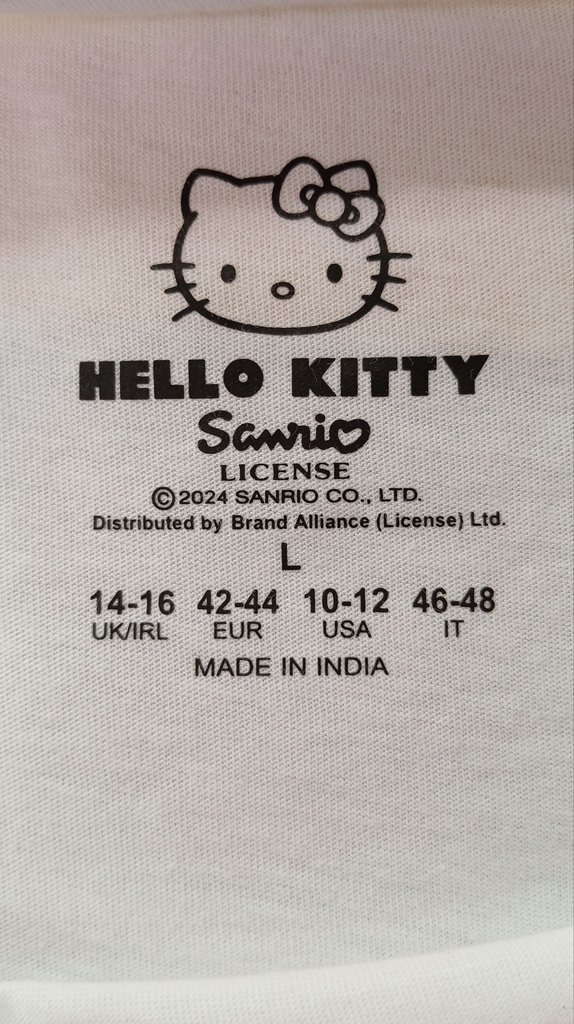 HELLO KITTY
Sanrio
LICENSE
©2024 SANRIO CO., LTD.
Distributed by Brand Alliance (License) Ltd.
L
14-16 42-44 10-12 46-48
UK/IRL EUR USA IT
MADE IN INDIA